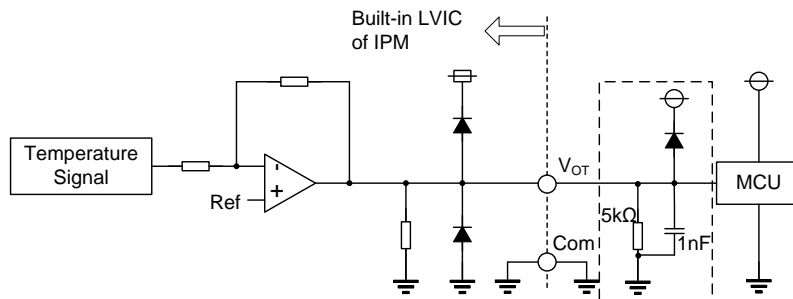 Built-in LVIC
of IPM
Temperature
Signal
-
+
Ref
VOT
Com
5kΩ
1nF
MCU